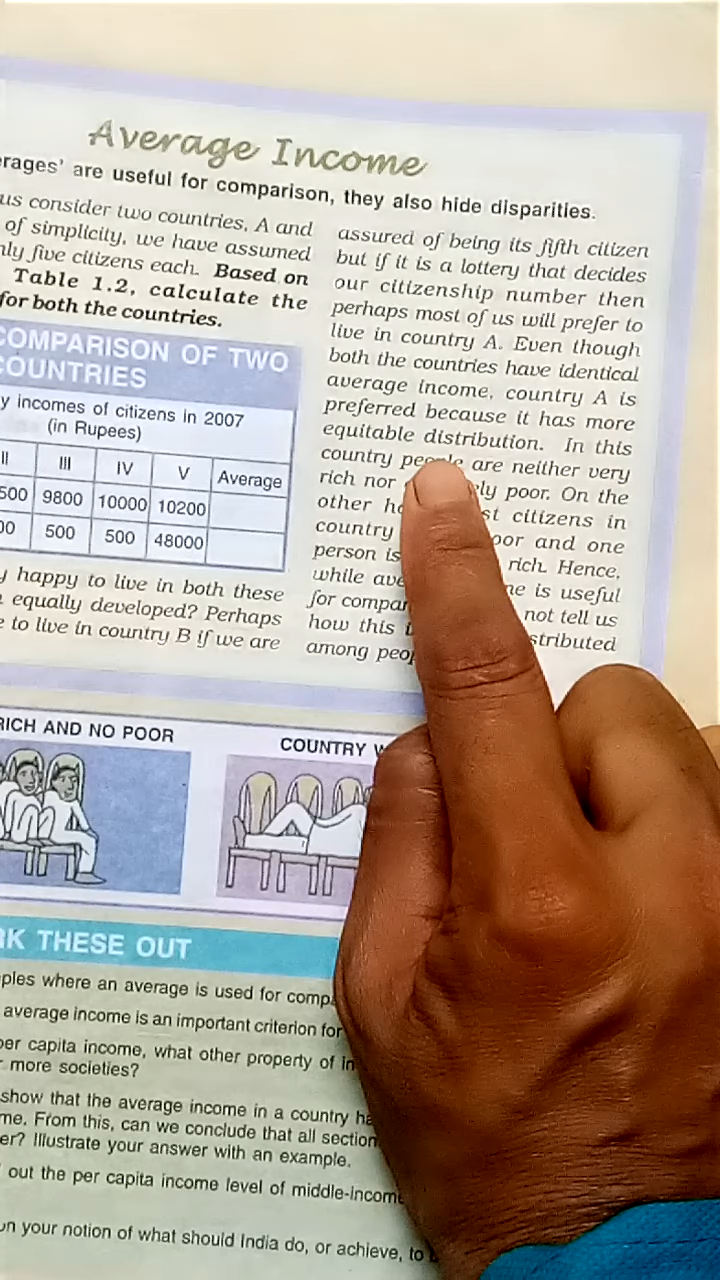 Average Income
erages' are useful for comparison, they also hide disparities.
us consider two countries, A and
of simplicity, we have assumed
nly five citizens each. Based on
Table 1.2, calculate the
for both the countries.
COMPARISON OF TWO
COUNTRIES
y incomes of citizens in 2007
(in Rupees)
II III IV V Average
500 9800 10000 10200
00 500 500 48000
y happy to live in both these
equally developed? Perhaps
e to live in country B if we are
assured of being its fifth citizen
but if it is a lottery that decides
our citizenship number then
perhaps most of us will prefer to
live in country A. Even though
both the countries have identical
average income, country A is
preferred because it has more
equitable distribution. In this
country people are neither very
rich nor ely poor. On the
other st citizens in
country oor and one
person is rich. Hence,
while is useful
for not tell us
how this stributed
among
RICH AND NO POOR
COUNTRY
RK THESE OUT
ples where an average is used for
average income is an important criterion for
per capita income, what other property of
more societies?
show that the average income in a country
me. From this, can we conclude that all
er? Illustrate your answer with an example.
out the per capita income level of
on your notion of what should India do, or achieve, to